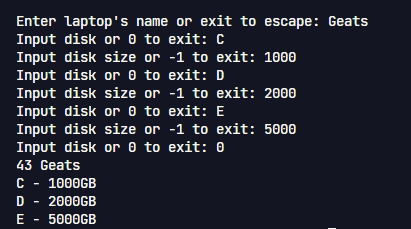 Enter laptop's name or exit to escape: Geats
Input disk or 0 to exit: C
Input disk size or -1 to exit: 1000
Input disk or 0 to exit: D
Input disk size or -1 to exit: 2000
Input disk or 0 to exit: E
Input disk size or -1 to exit: 5000
Input disk or 0 to exit: 0
43 Geats
C - 1000GB
D - 2000GB
E - 5000GB